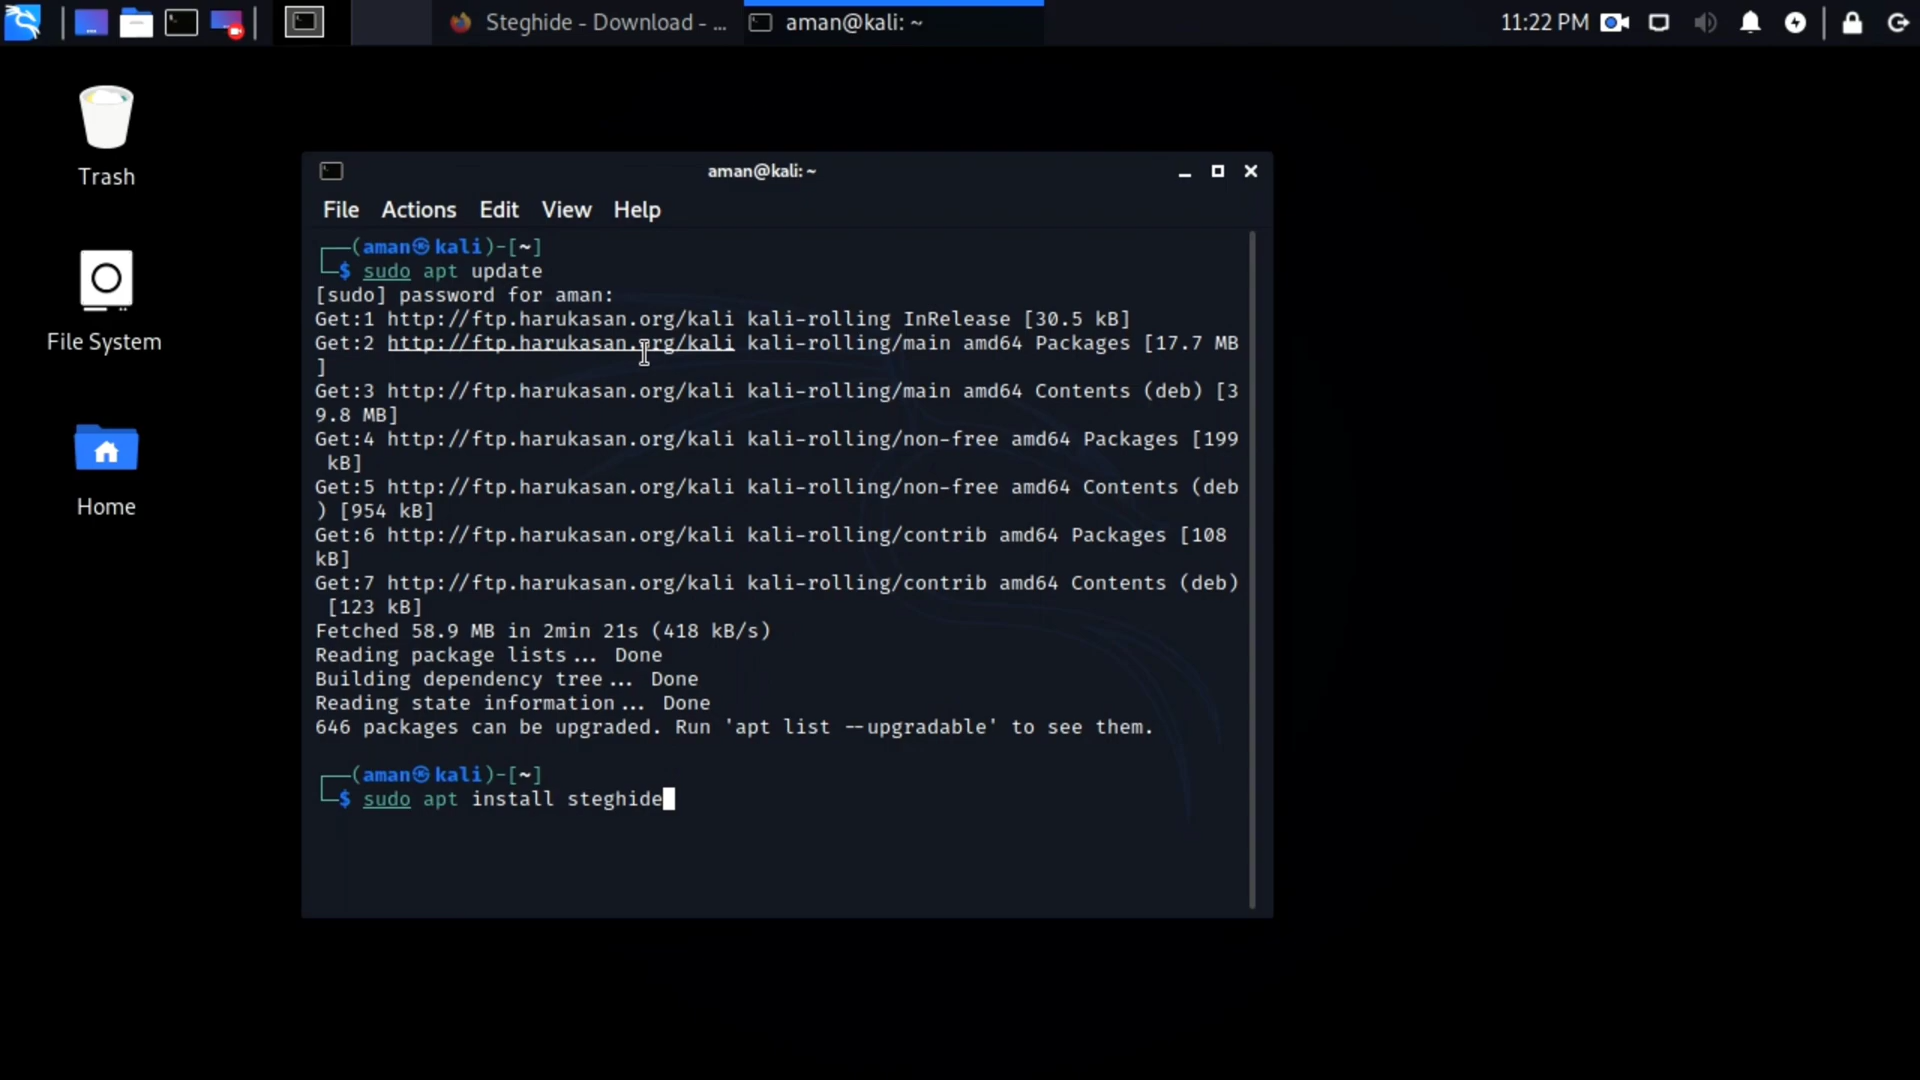 Steghide - Download - ...
aman@kali: ~
11:22 PM
Trash
File System
Home
aman@kali: ~
File Actions Edit View Help
┌──(aman㉿kali)-[~]
└─$ sudo apt update
[sudo] password for aman:
Get:1 http://ftp.harukasan.org/kali kali-rolling InRelease [30.5 kB]
Get:2 http://ftp.harukasan.org/kali kali-rolling/main amd64 Packages [17.7 MB
]
Get:3 http://ftp.harukasan.org/kali kali-rolling/main amd64 Contents (deb) [3
9.8 MB]
Get:4 http://ftp.harukasan.org/kali kali-rolling/non-free amd64 Packages [199
 kB]
Get:5 http://ftp.harukasan.org/kali kali-rolling/non-free amd64 Contents (deb
) [954 kB]
Get:6 http://ftp.harukasan.org/kali kali-rolling/contrib amd64 Packages [108
kB]
Get:7 http://ftp.harukasan.org/kali kali-rolling/contrib amd64 Contents (deb)
 [123 kB]
Fetched 58.9 MB in 2min 21s (418 kB/s)
Reading package lists... Done
Building dependency tree... Done
Reading state information... Done
646 packages can be upgraded. Run 'apt list --upgradable' to see them.
┌──(aman㉿kali)-[~]
└─$ sudo apt install steghide